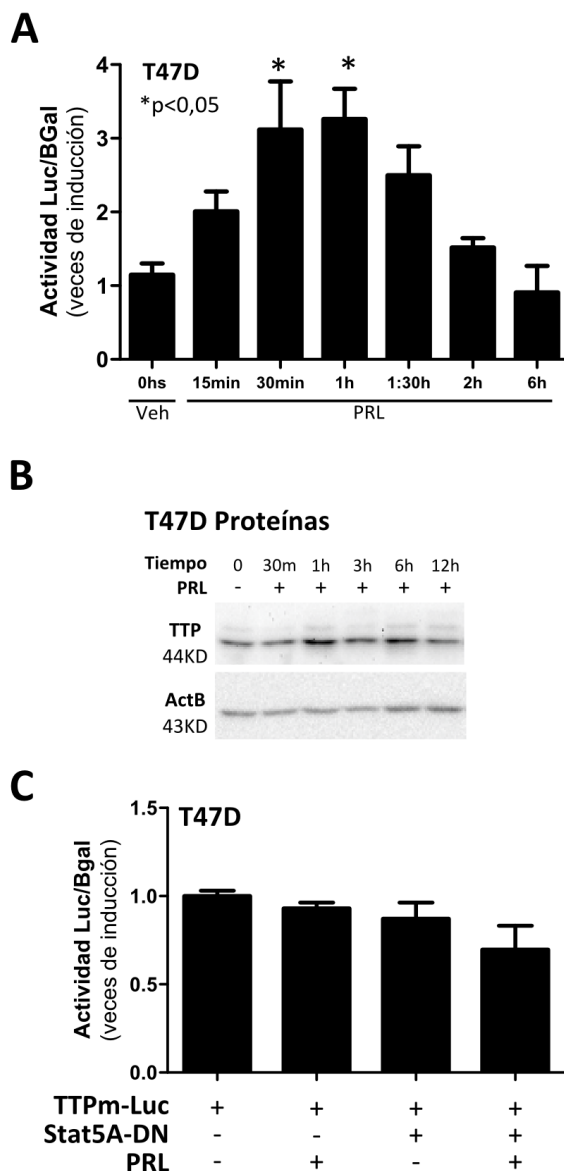 A
T47D
*p<0,05
* *
Actividad Luc/BGal
(veces de inducción)
4
3
2
1
0
0hs 15min 30min 1h 1:30h 2h 6h
Veh PRL
B
T47D Proteínas
Tiempo 0 30m 1h 3h 6h 12h
PRL - + + + + +
TTP
44KD
ActB
43KD
C
T47D
Actividad Luc/Bgal
(veces de inducción)
1.5
1.0
0.5
0.0
TTPm-Luc + + + +
Stat5A-DN - - + +
PRL - + - +